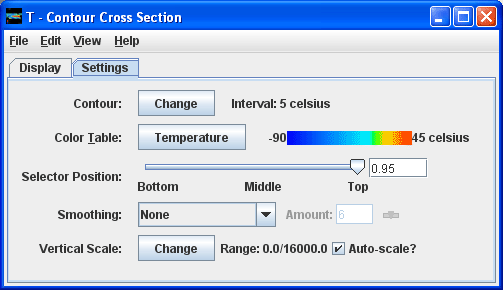 T - Contour Cross Section
File Edit View Help
Display Settings
Contour: Change Interval: 5 celsius
Color Table: Temperature -90 45 celsius
Selector Position: 0.95
Bottom Middle Top
Smoothing: None Amount: 6
Vertical Scale: Change Range: 0.0/16000.0 Auto-scale?